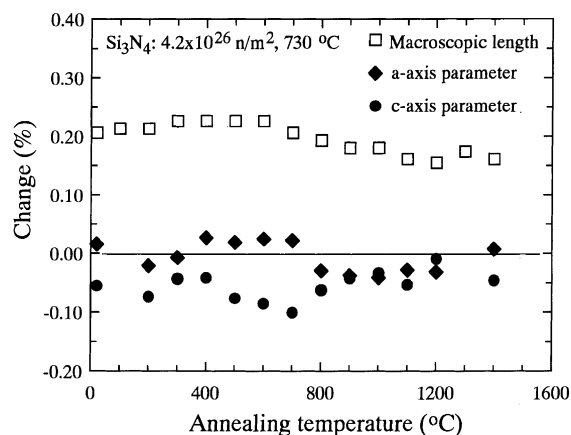 0.40
0.30
0.20
0.10
0.00
-0.10
-0.20
Change (%)
Si3N4: 4.2x10^26 n/m^2, 730 °C
Macroscopic length
a-axis parameter
c-axis parameter
0 400 800 1200 1600
Annealing temperature (°C)